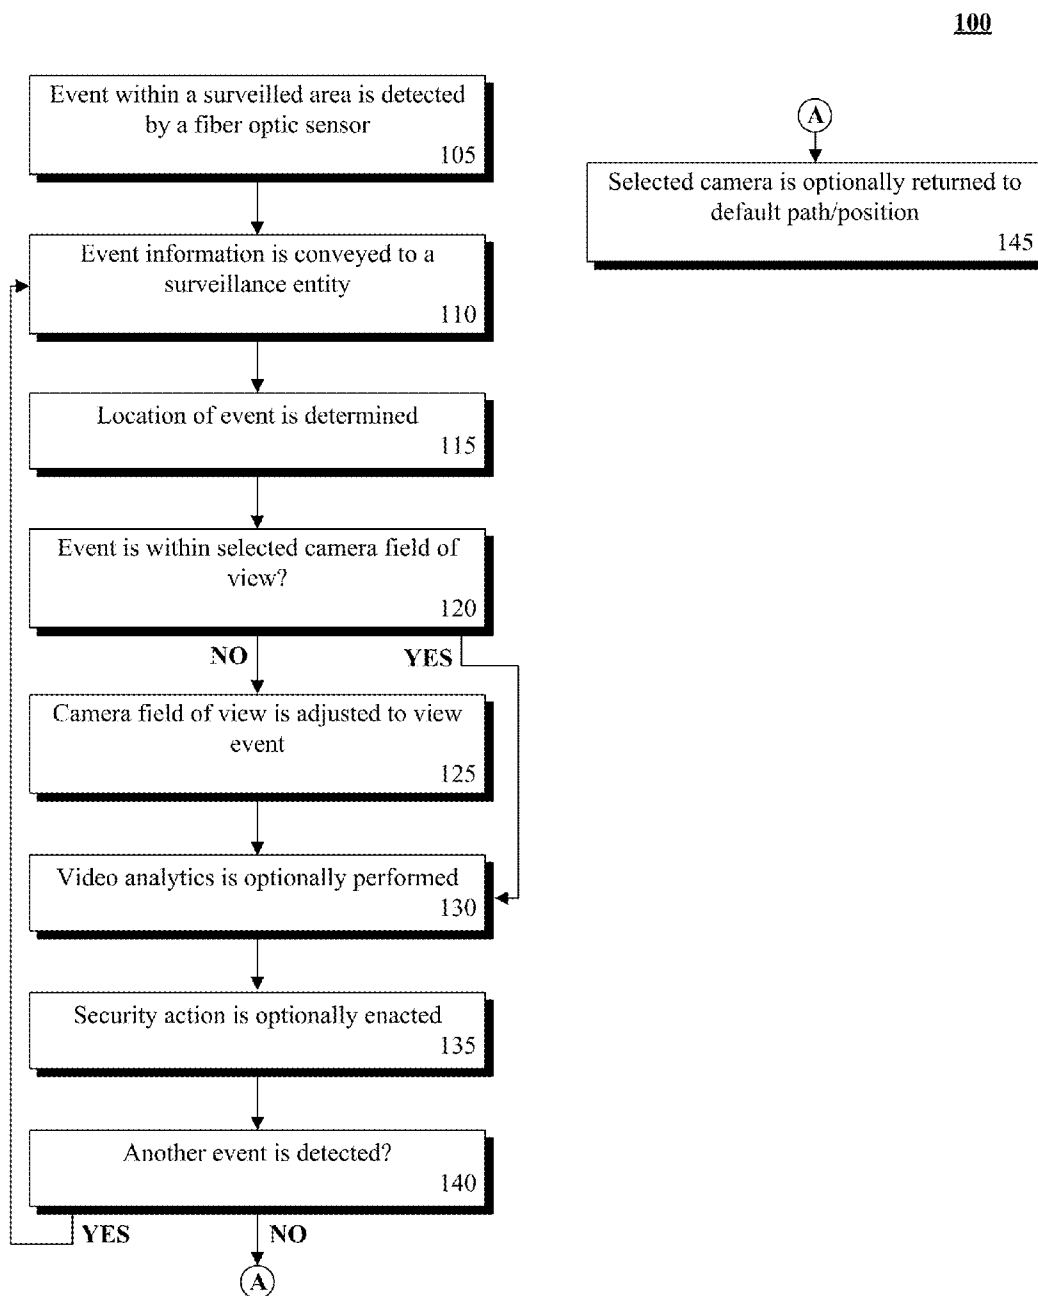 100
Event within a surveilled area is detected
by a fiber optic sensor
105
Event information is conveyed to a
surveillance entity
110
Location of event is determined
115
Event is within selected camera field of
view?
120
NO
YES
Camera field of view is adjusted to view
event
125
Video analytics is optionally performed
130
Security action is optionally enacted
135
Another event is detected?
140
YES
NO
A
A
Selected camera is optionally returned to
default path/position
145